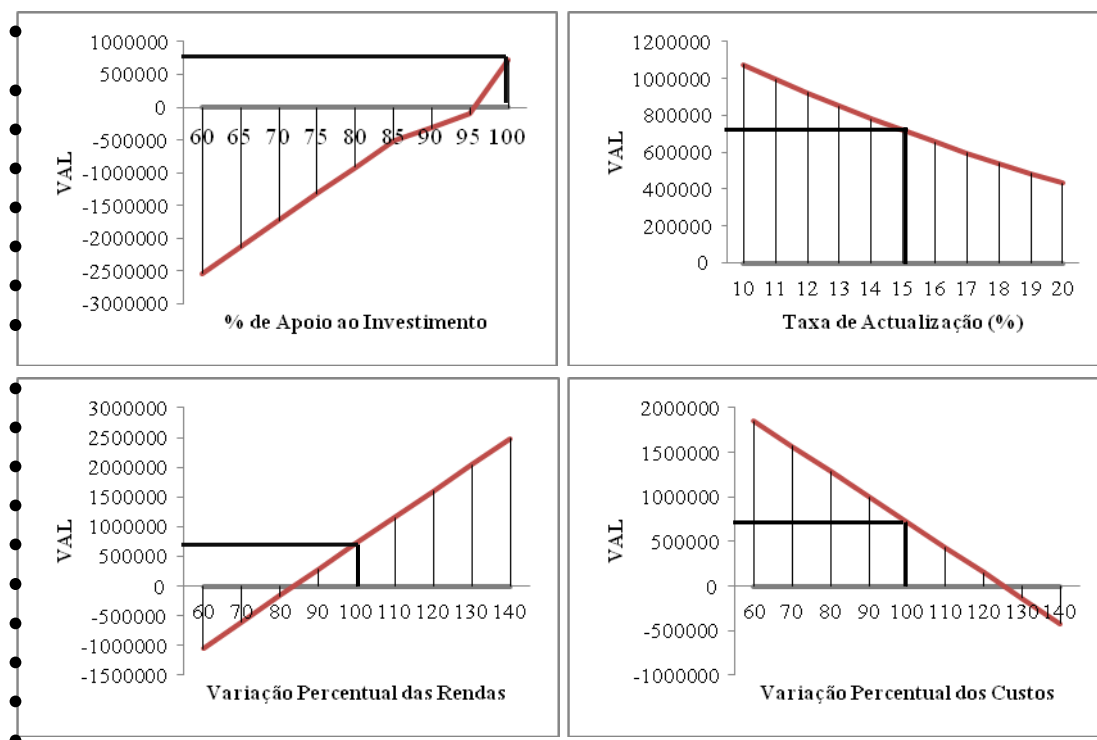 1000000
500000
0
-500000
-1000000
-1500000
-2000000
-2500000
-3000000
VAL
60 65 70 75 80 85 90 95 100
% de Apoio ao Investimento
1200000
1000000
800000
600000
400000
200000
0
VAL
10 11 12 13 14 15 16 17 18 19 20
Taxa de Actualização (%)
3000000
2500000
2000000
1500000
1000000
500000
0
-500000
-1000000
-1500000
VAL
60 70 80 90 100 110 120 130 140
Variação Percentual das Rendas
2000000
1500000
1000000
500000
0
-500000
-1000000
VAL
60 70 80 90 100 110 120 130 140
Variação Percentual dos Custos